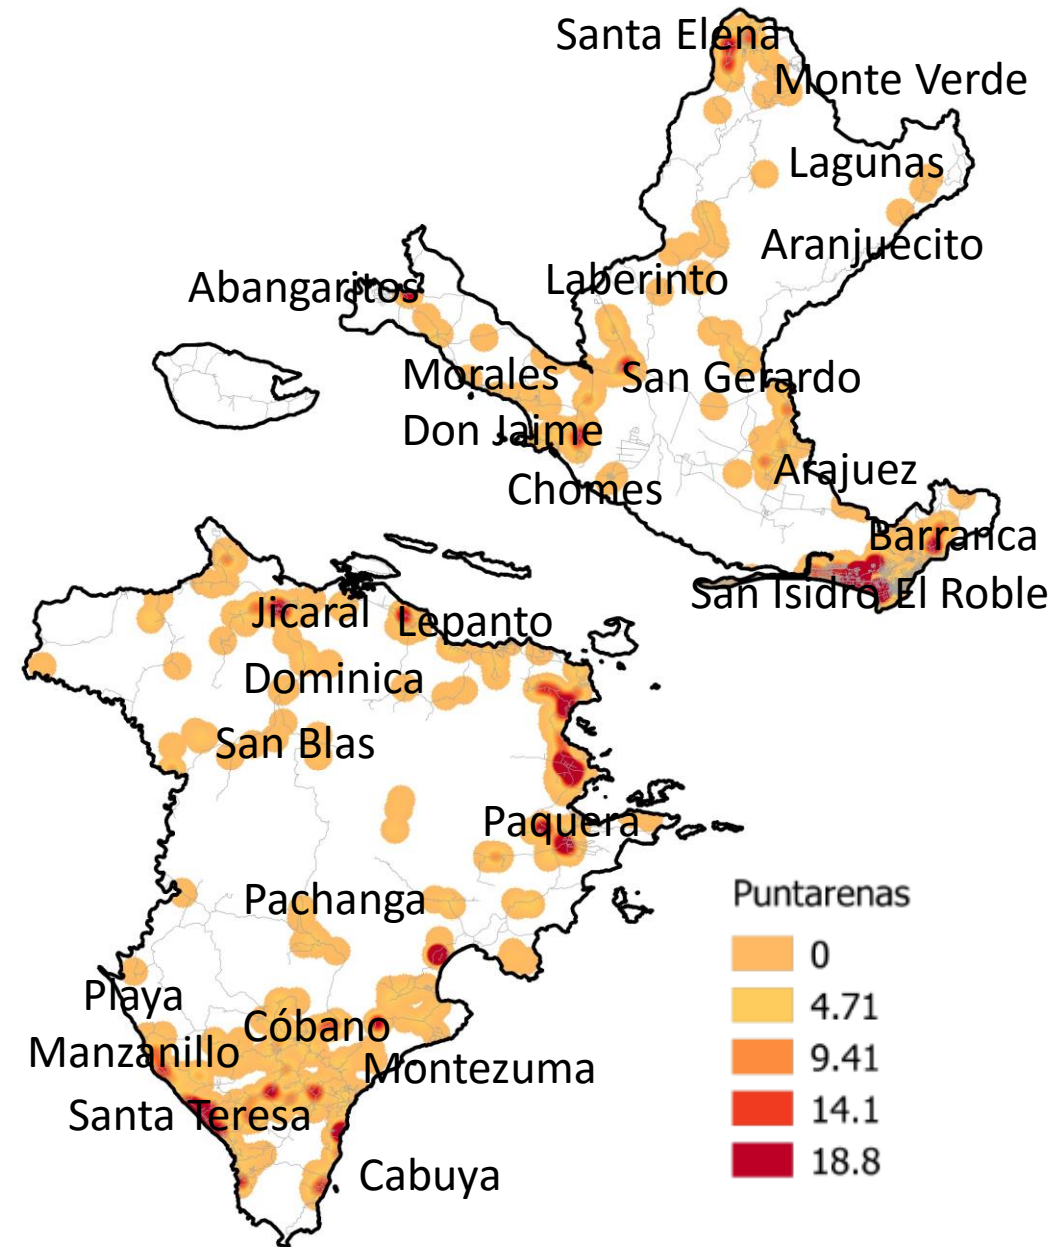 Santa Elena
Monte Verde
Lagunas
Aranjuecito
Laberinto
Abangaritos
Morales
San Gerardo
Don Jaime
Arajuez
Chomes
Barranca
San Isidro El Roble
Jicaral
Lepanto
Dominica
San Blas
Paquera
Pachanga
Playa
Manzanillo
Cóbano
Montezuma
Santa Teresa
Cabuya
Puntarenas
0
4.71
9.41
14.1
18.8